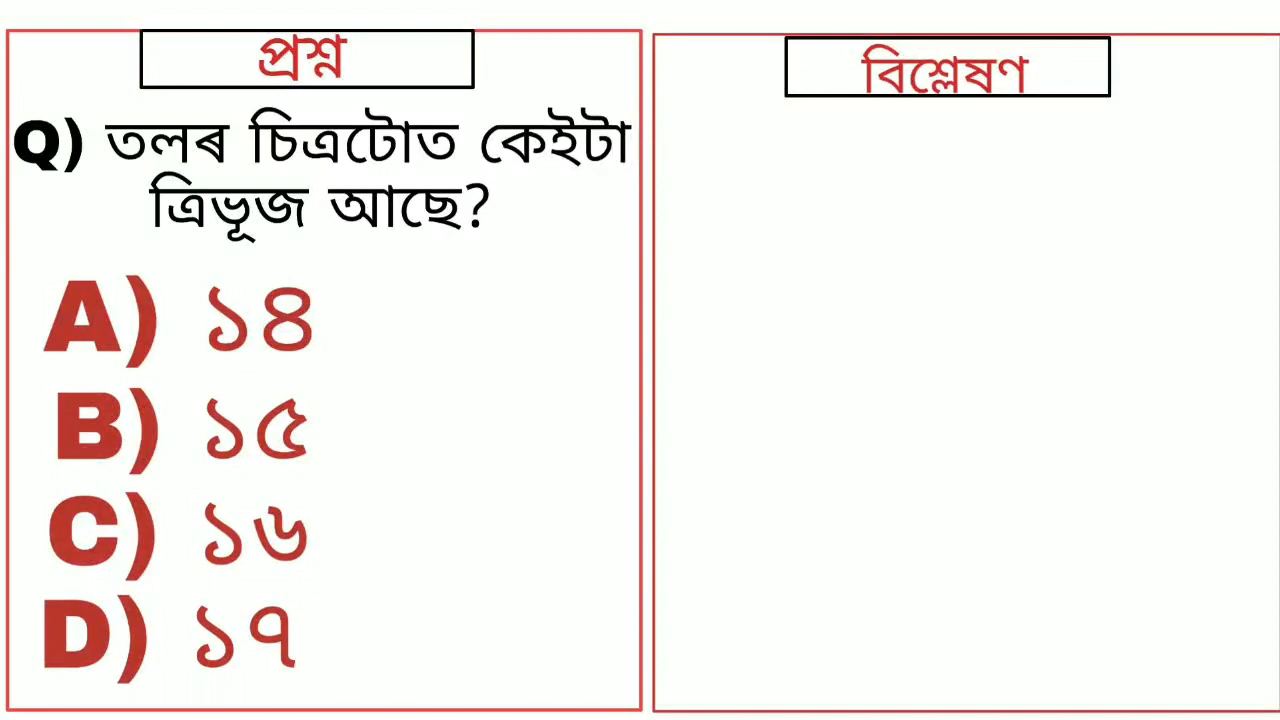 প্ৰশ্ন
Q) তলৰ চিত্ৰটোত কেইটা
ত্ৰিভূজ আছে?
A) ১৪
B) ১৫
C) ১৬
D) ১৭
বিশ্লেষণ